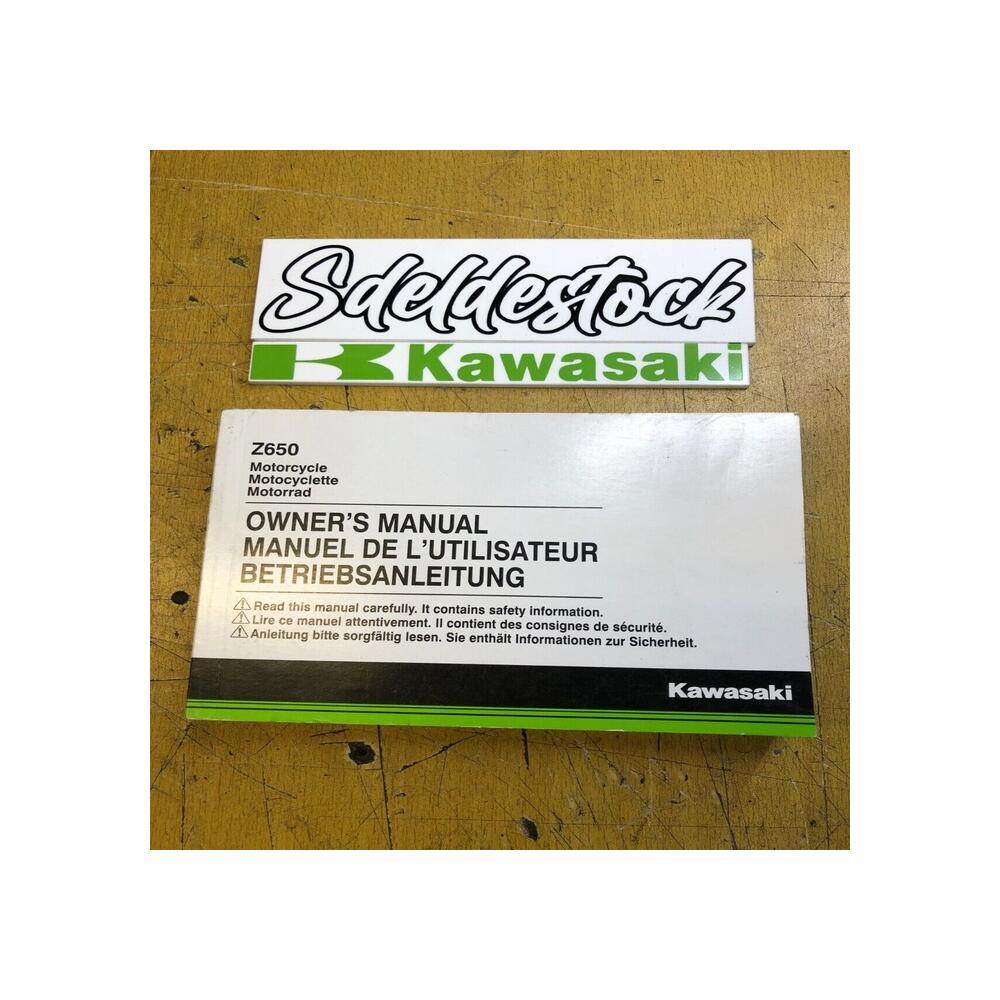 Sdeldestock
Kawasaki
Z650
Motorcycle
Motocyclette
Motorrad
OWNER'S MANUAL
MANUEL DE L'UTILISATEUR
BETRIEBSANLEITUNG
Read this manual carefully. It contains safety information.
Lire ce manuel attentivement. Il contient des consignes de sécurité.
Anleitung bitte sorgfältig lesen. Sie enthält Informationen zur Sicherheit.
Kawasaki